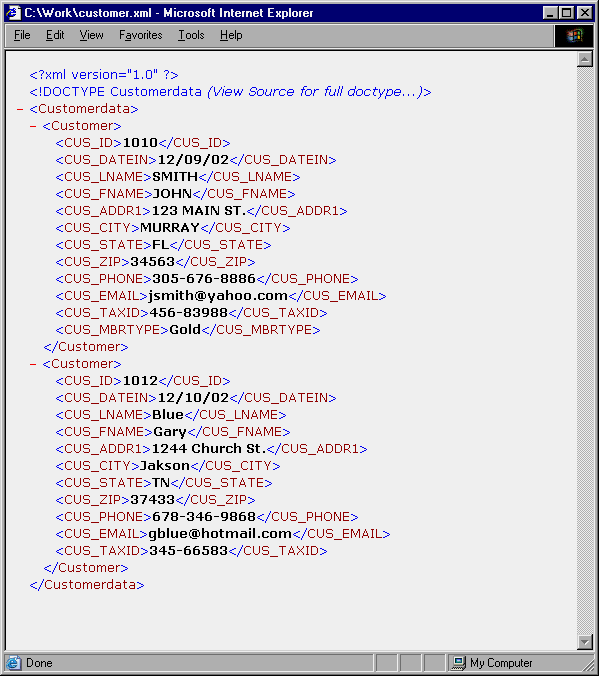 C:\Work\customer.xml - Microsoft Internet Explorer
File Edit View Favorites Tools Help
<?xml version="1.0" ?>
<!DOCTYPE Customerdata (View Source for full doctype...)>
- <Customerdata>
- <Customer>
<CUS_ID>1010</CUS_ID>
<CUS_DATEIN>12/09/02</CUS_DATEIN>
<CUS_LNAME>SMITH</CUS_LNAME>
<CUS_FNAME>JOHN</CUS_FNAME>
<CUS_ADDR1>123 MAIN ST.</CUS_ADDR1>
<CUS_CITY>MURRAY</CUS_CITY>
<CUS_STATE>FL</CUS_STATE>
<CUS_ZIP>34563</CUS_ZIP>
<CUS_PHONE>305-676-8886</CUS_PHONE>
<CUS_EMAIL>jsmith@yahoo.com</CUS_EMAIL>
<CUS_TAXID>456-83988</CUS_TAXID>
<CUS_MBRTYPE>Gold</CUS_MBRTYPE>
</Customer>
- <Customer>
<CUS_ID>1012</CUS_ID>
<CUS_DATEIN>12/10/02</CUS_DATEIN>
<CUS_LNAME>Blue</CUS_LNAME>
<CUS_FNAME>Gary</CUS_FNAME>
<CUS_ADDR1>1244 Church St.</CUS_ADDR1>
<CUS_CITY>Jakson</CUS_CITY>
<CUS_STATE>TN</CUS_STATE>
<CUS_ZIP>37433</CUS_ZIP>
<CUS_PHONE>678-346-9868</CUS_PHONE>
<CUS_EMAIL>gblue@hotmail.com</CUS_EMAIL>
<CUS_TAXID>345-66583</CUS_TAXID>
</Customer>
</Customerdata>
Done My Computer